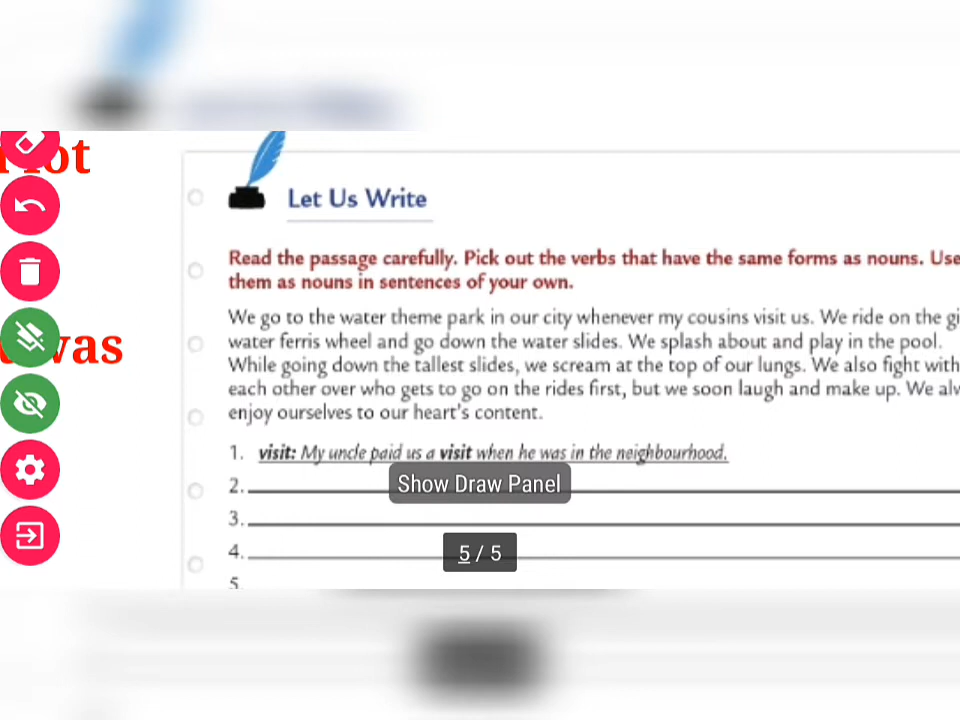 ot
Let Us Write
Read the passage carefully. Pick out the verbs that have the same forms as nouns. Use
them as nouns in sentences of your own.
We go to the water theme park in our city whenever my cousins visit us. We ride on the
water ferris wheel and go down the water slides. We splash about and play in the pool.
was
While going down the tallest slides, we scream at the top of our lungs. We also fight with
each other over who gets to go on the rides first, but we soon laugh and make up. We
enjoy ourselves to our heart's content.
1. visit: My uncle paid us a visit when he was in the neighbourhood.
Show Draw Panel
2.
3.
4.
5 / 5
5.